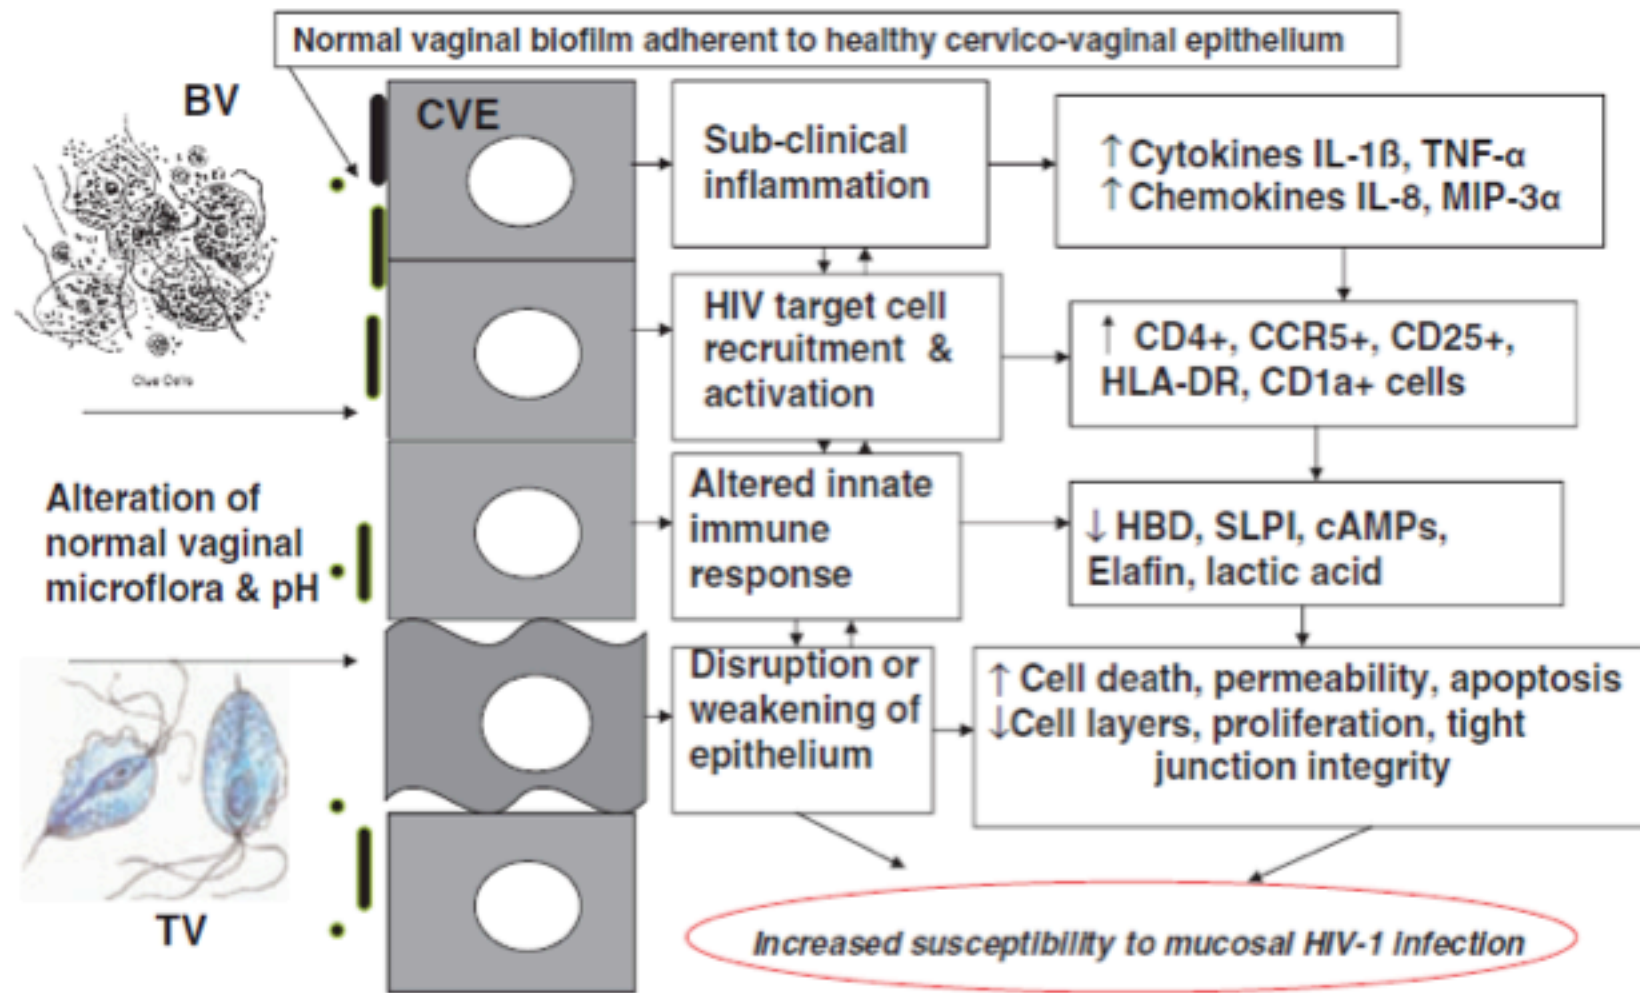 Normal vaginal biofilm adherent to healthy cervico-vaginal epithelium
BV
CVE
Clue Cells
Alteration of
normal vaginal
microflora & pH
TV
Sub-clinical
inflammation
↑Cytokines IL-1ß, TNF-α
↑Chemokines IL-8, MIP-3α
HIV target cell
recruitment &
activation
↑ CD4+, CCR5+, CD25+,
HLA-DR, CD1a+ cells
Altered innate
immune
response
↓ HBD, SLPI, cAMPs,
Elafin, lactic acid
Disruption or
weakening of
epithelium
↑ Cell death, permeability, apoptosis
↓Cell layers, proliferation, tight
junction integrity
Increased susceptibility to mucosal HIV-1 infection